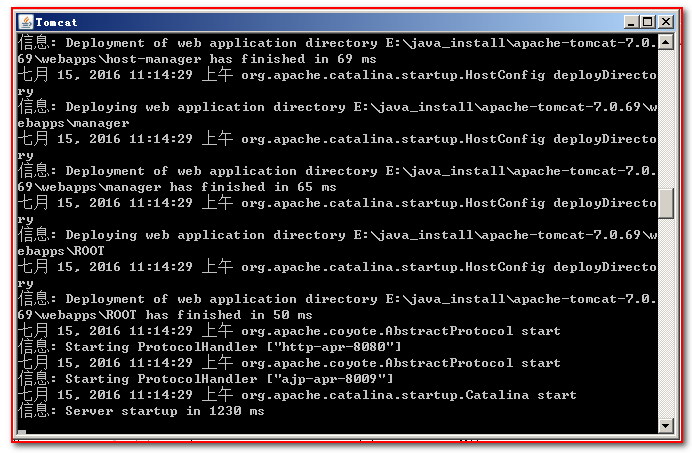 Tomcat
信息: Deployment of web application directory E:\java_install\apache-tomcat-7.0.
69\webapps\host-manager has finished in 69 ms
七月 15, 2016 11:14:29 上午 org.apache.catalina.startup.HostConfig deployDirecto
ry
信息: Deploying web application directory E:\java_install\apache-tomcat-7.0.69\w
ebapps\manager
七月 15, 2016 11:14:29 上午 org.apache.catalina.startup.HostConfig deployDirecto
ry
信息: Deployment of web application directory E:\java_install\apache-tomcat-7.0.
69\webapps\manager has finished in 65 ms
七月 15, 2016 11:14:29 上午 org.apache.catalina.startup.HostConfig deployDirecto
ry
信息: Deploying web application directory E:\java_install\apache-tomcat-7.0.69\w
ebapps\ROOT
七月 15, 2016 11:14:29 上午 org.apache.catalina.startup.HostConfig deployDirecto
ry
信息: Deployment of web application directory E:\java_install\apache-tomcat-7.0.
69\webapps\ROOT has finished in 50 ms
七月 15, 2016 11:14:29 上午 org.apache.coyote.AbstractProtocol start
信息: Starting ProtocolHandler ["http-apr-8080"]
七月 15, 2016 11:14:29 上午 org.apache.coyote.AbstractProtocol start
信息: Starting ProtocolHandler ["ajp-apr-8009"]
七月 15, 2016 11:14:29 上午 org.apache.catalina.startup.Catalina start
信息: Server startup in 1230 ms